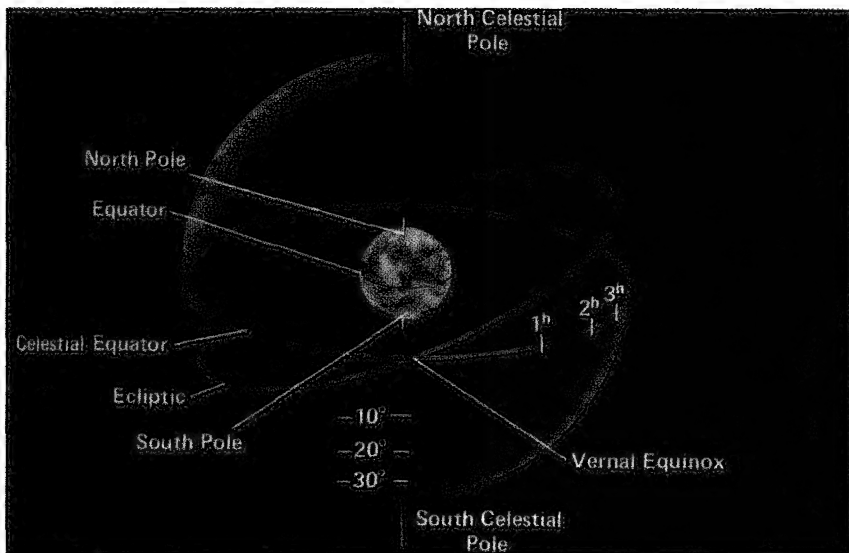 North Celestial
Pole
North Pole
Equator
1ʰ
2ʰ
3ʰ
Celestial Equator
Ecliptic
South Pole
–10°
–20°
–30°
Vernal Equinox
South Celestial
Pole